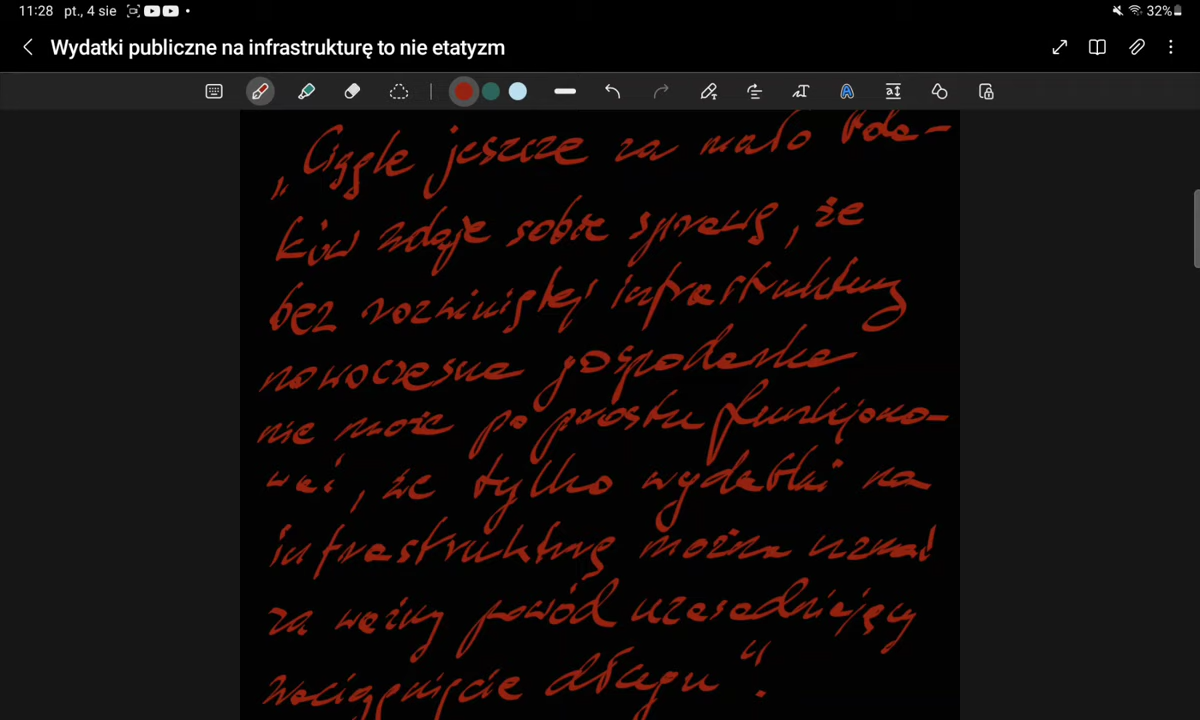 11:28 pt., 4 sie 32%
Wydatki publiczne na infrastrukturę to nie etatyzm
„Ciągle jeszcze za mało Pola-
ków zdaje sobie sprawę, że
bez rozwiniętej infrastruktury
nowoczesna gospodarka
nie może po prostu funkcjono-
wać, że tylko wydatki na
infrastrukturę można uznać
za ważny powód uzasadniający
zaciągnięcie długu".